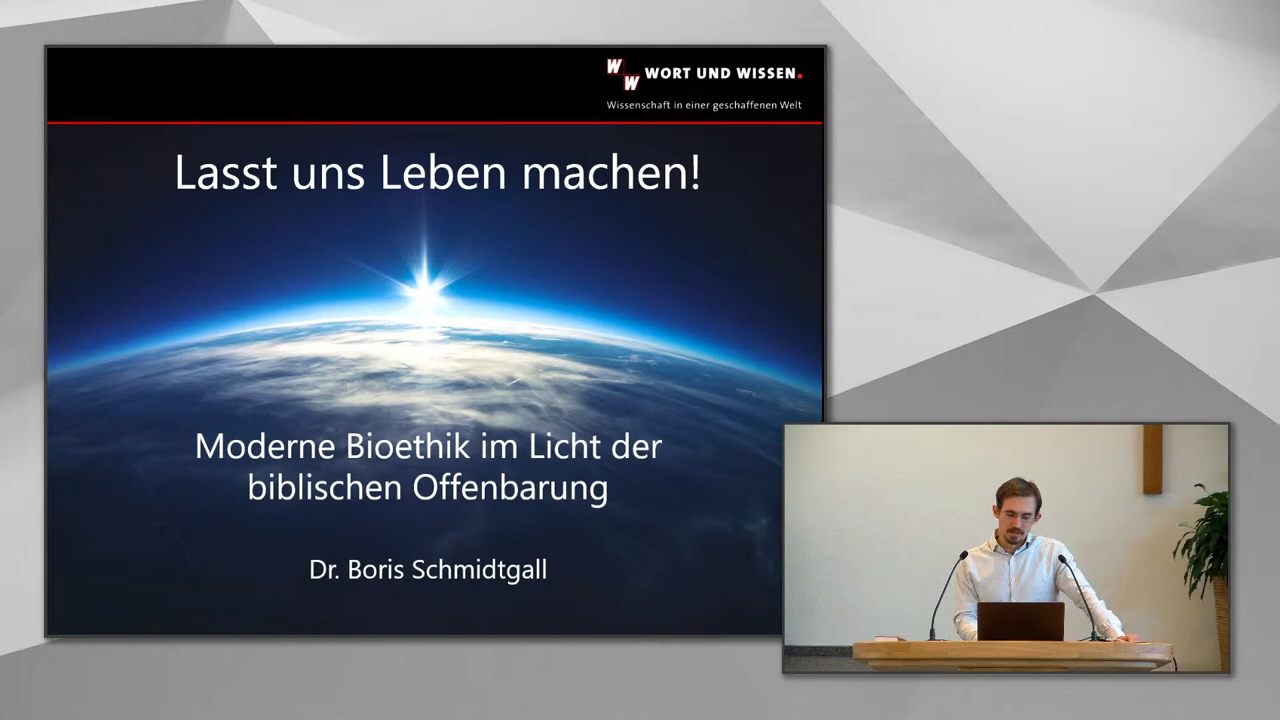 WW WORT UND WISSEN.
Wissenschaft in einer geschaffenen Welt
Lasst uns Leben machen!
Moderne Bioethik im Licht der
biblischen Offenbarung
Dr. Boris Schmidtgall